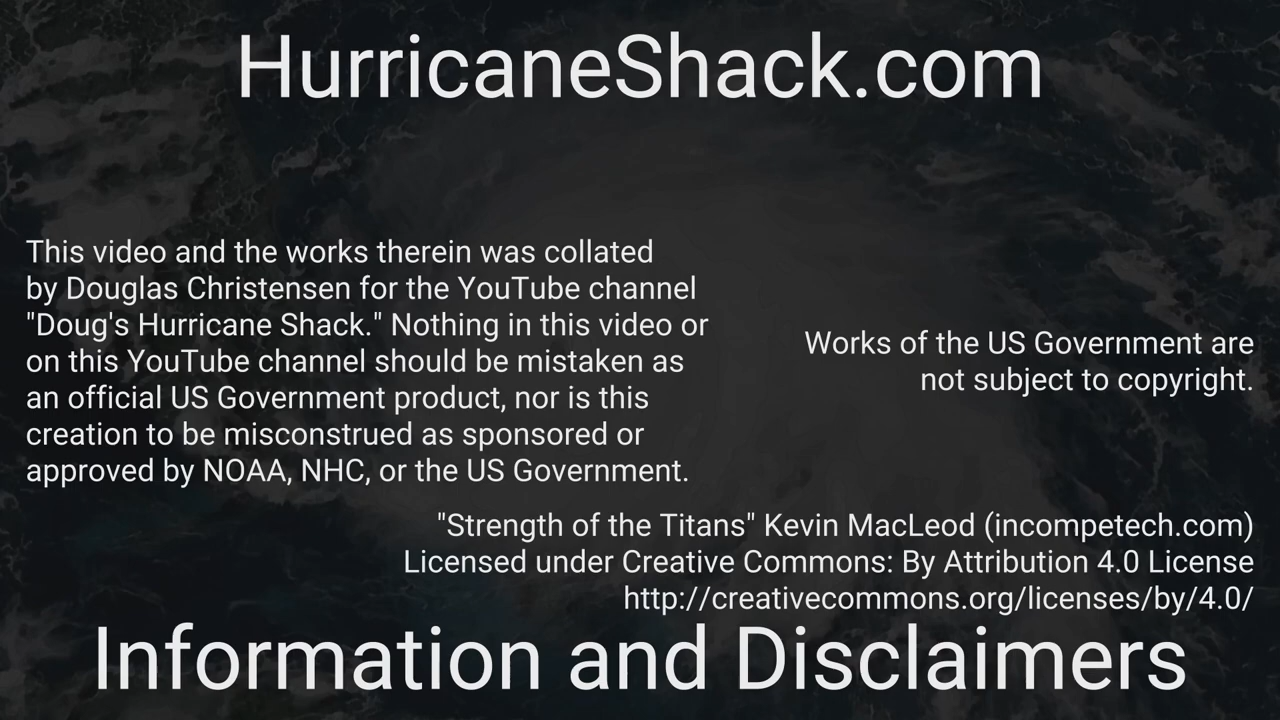 HurricaneShack.com
This video and the works therein was collated
by Douglas Christensen for the YouTube channel
"Doug's Hurricane Shack." Nothing in this video or
on this YouTube channel should be mistaken as
an official US Government product, nor is this
creation to be misconstrued as sponsored or
approved by NOAA, NHC, or the US Government.
Works of the US Government are
not subject to copyright.
"Strength of the Titans" Kevin MacLeod (incompetech.com)
Licensed under Creative Commons: By Attribution 4.0 License
http://creativecommons.org/licenses/by/4.0/
Information and Disclaimers